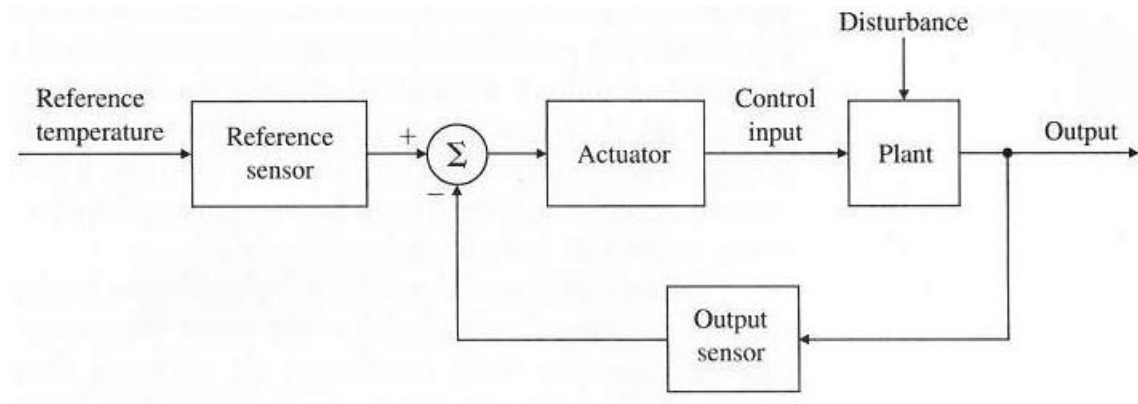 Disturbance
Reference
temperature
Reference
sensor
+
Σ
−
Actuator
Control
input
Plant
Output
Output
sensor